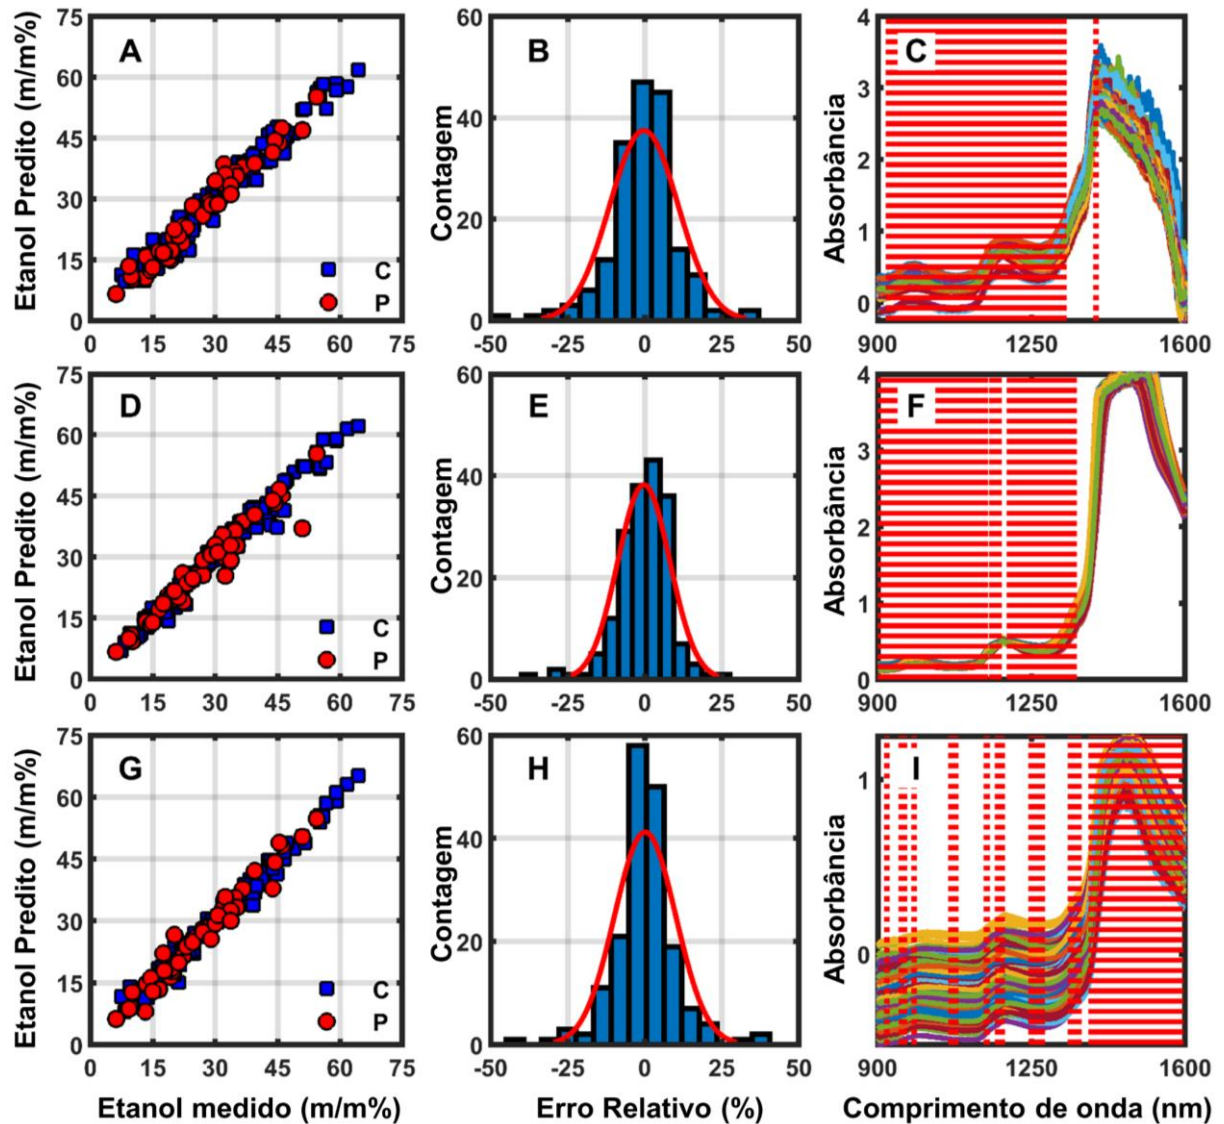 Etanol Predito (m/m%)
75
60
45
30
15
0
A
C
P
0 15 30 45 60 75
Contagem
60
40
20
0
B
-50 -25 0 25 50
Absorbância
4
3
2
1
0
C
900 1250 1600
Etanol Predito (m/m%)
75
60
45
30
15
0
D
C
P
0 15 30 45 60 75
Contagem
60
40
20
0
E
-50 -25 0 25 50
Absorbância
4
3
2
1
0
F
900 1250 1600
Etanol Predito (m/m%)
75
60
45
30
15
0
G
C
P
0 15 30 45 60 75
Etanol medido (m/m%)
Contagem
60
40
20
0
H
-50 -25 0 25 50
Erro Relativo (%)
Absorbância
1
0
I
900 1250 1600
Comprimento de onda (nm)